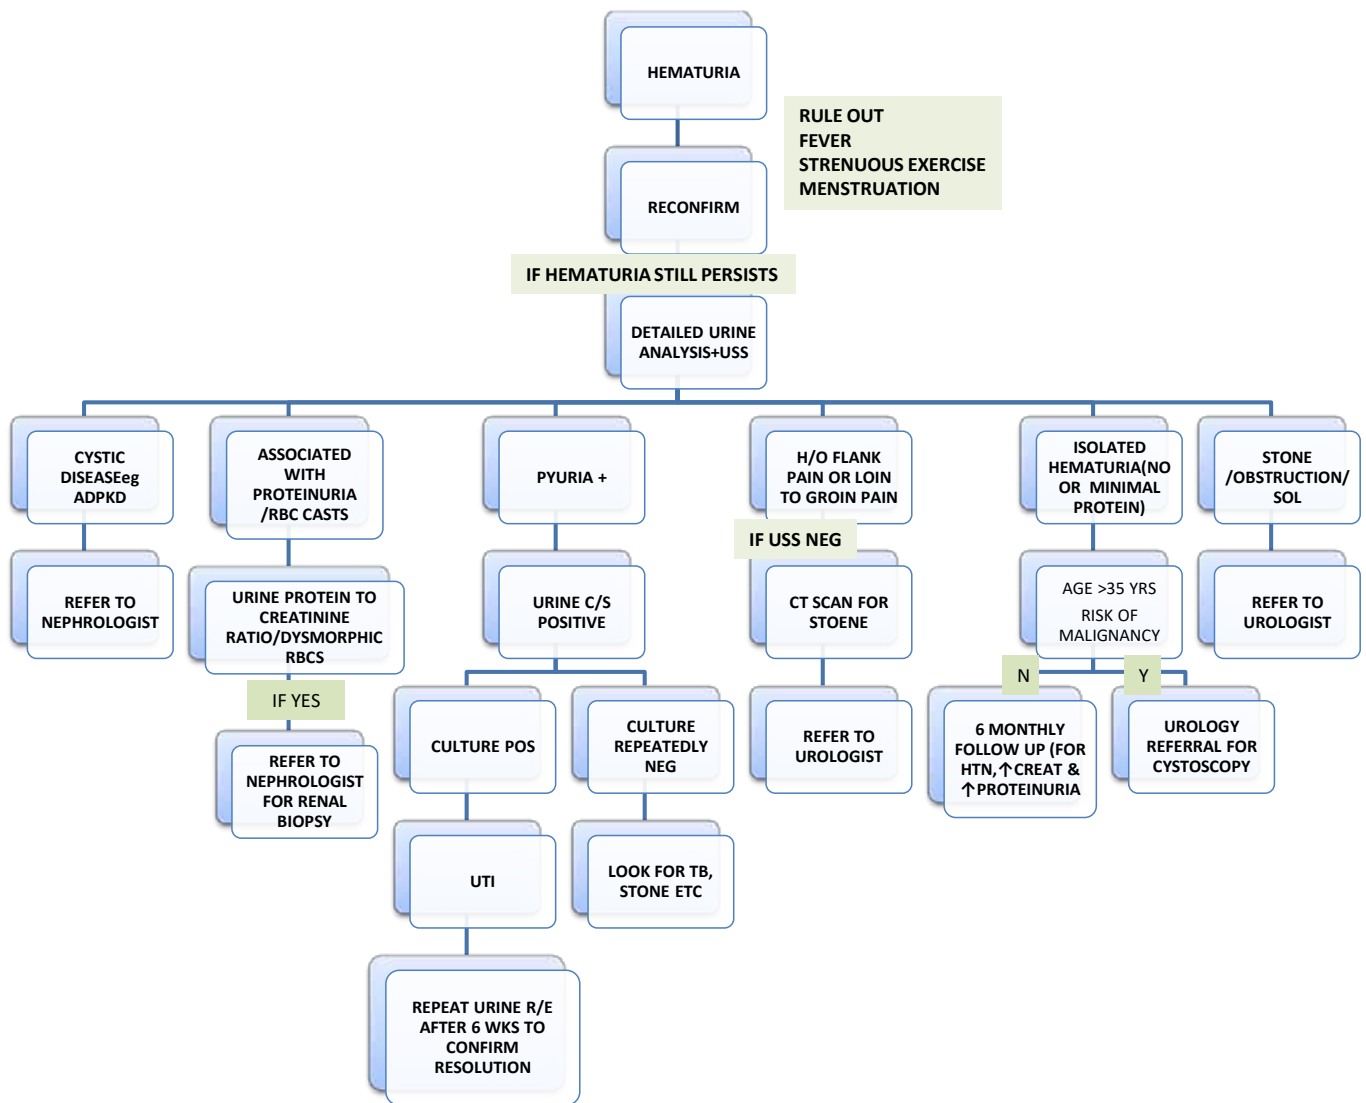 HEMATURIA
RULE OUT
FEVER
STRENUOUS EXERCISE
MENSTRUATION
RECONFIRM
IF HEMATURIA STILL PERSISTS
DETAILED URINE
ANALYSIS+USS
CYSTIC
DISEASEeg
ADPKD
ASSOCIATED
WITH
PROTEINURIA
/RBC CASTS
PYURIA +
H/O FLANK
PAIN OR LOIN
TO GROIN PAIN
ISOLATED
HEMATURIA(NO
OR MINIMAL
PROTEIN)
STONE
/OBSTRUCTION/
SOL
IF USS NEG
REFER TO
NEPHROLOGIST
URINE PROTEIN TO
CREATININE
RATIO/DYSMORPHIC
RBCS
URINE C/S
POSITIVE
CT SCAN FOR
STOENE
AGE >35 YRS
RISK OF
MALIGNANCY
REFER TO
UROLOGIST
IF YES
N
Y
REFER TO
NEPHROLOGIST
FOR RENAL
BIOPSY
CULTURE POS
CULTURE
REPEATEDLY
NEG
REFER TO
UROLOGIST
6 MONTHLY
FOLLOW UP (FOR
HTN,↑CREAT &
↑PROTEINURIA
UROLOGY
REFERRAL FOR
CYSTOSCOPY
UTI
LOOK FOR TB,
STONE ETC
REPEAT URINE R/E
AFTER 6 WKS TO
CONFIRM
RESOLUTION